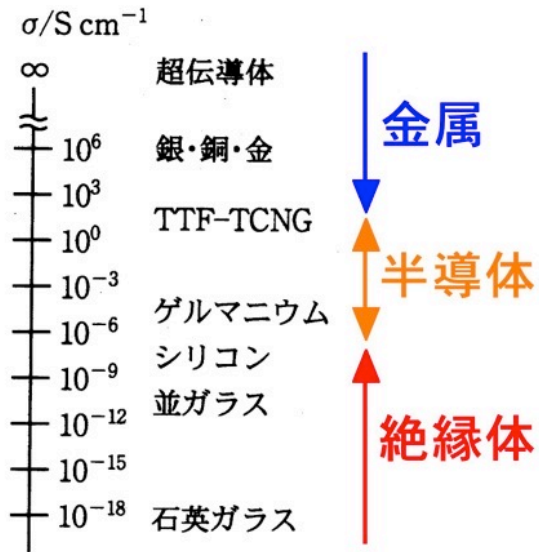 σ/S cm⁻¹
∞ 超伝導体
金属
10⁶ 銀・銅・金
10³
TTF-TCNG
10⁰
半導体
10⁻³
ゲルマニウム
10⁻⁶
シリコン
10⁻⁹
並ガラス
10⁻¹²
絶縁体
10⁻¹⁵
10⁻¹⁸ 石英ガラス